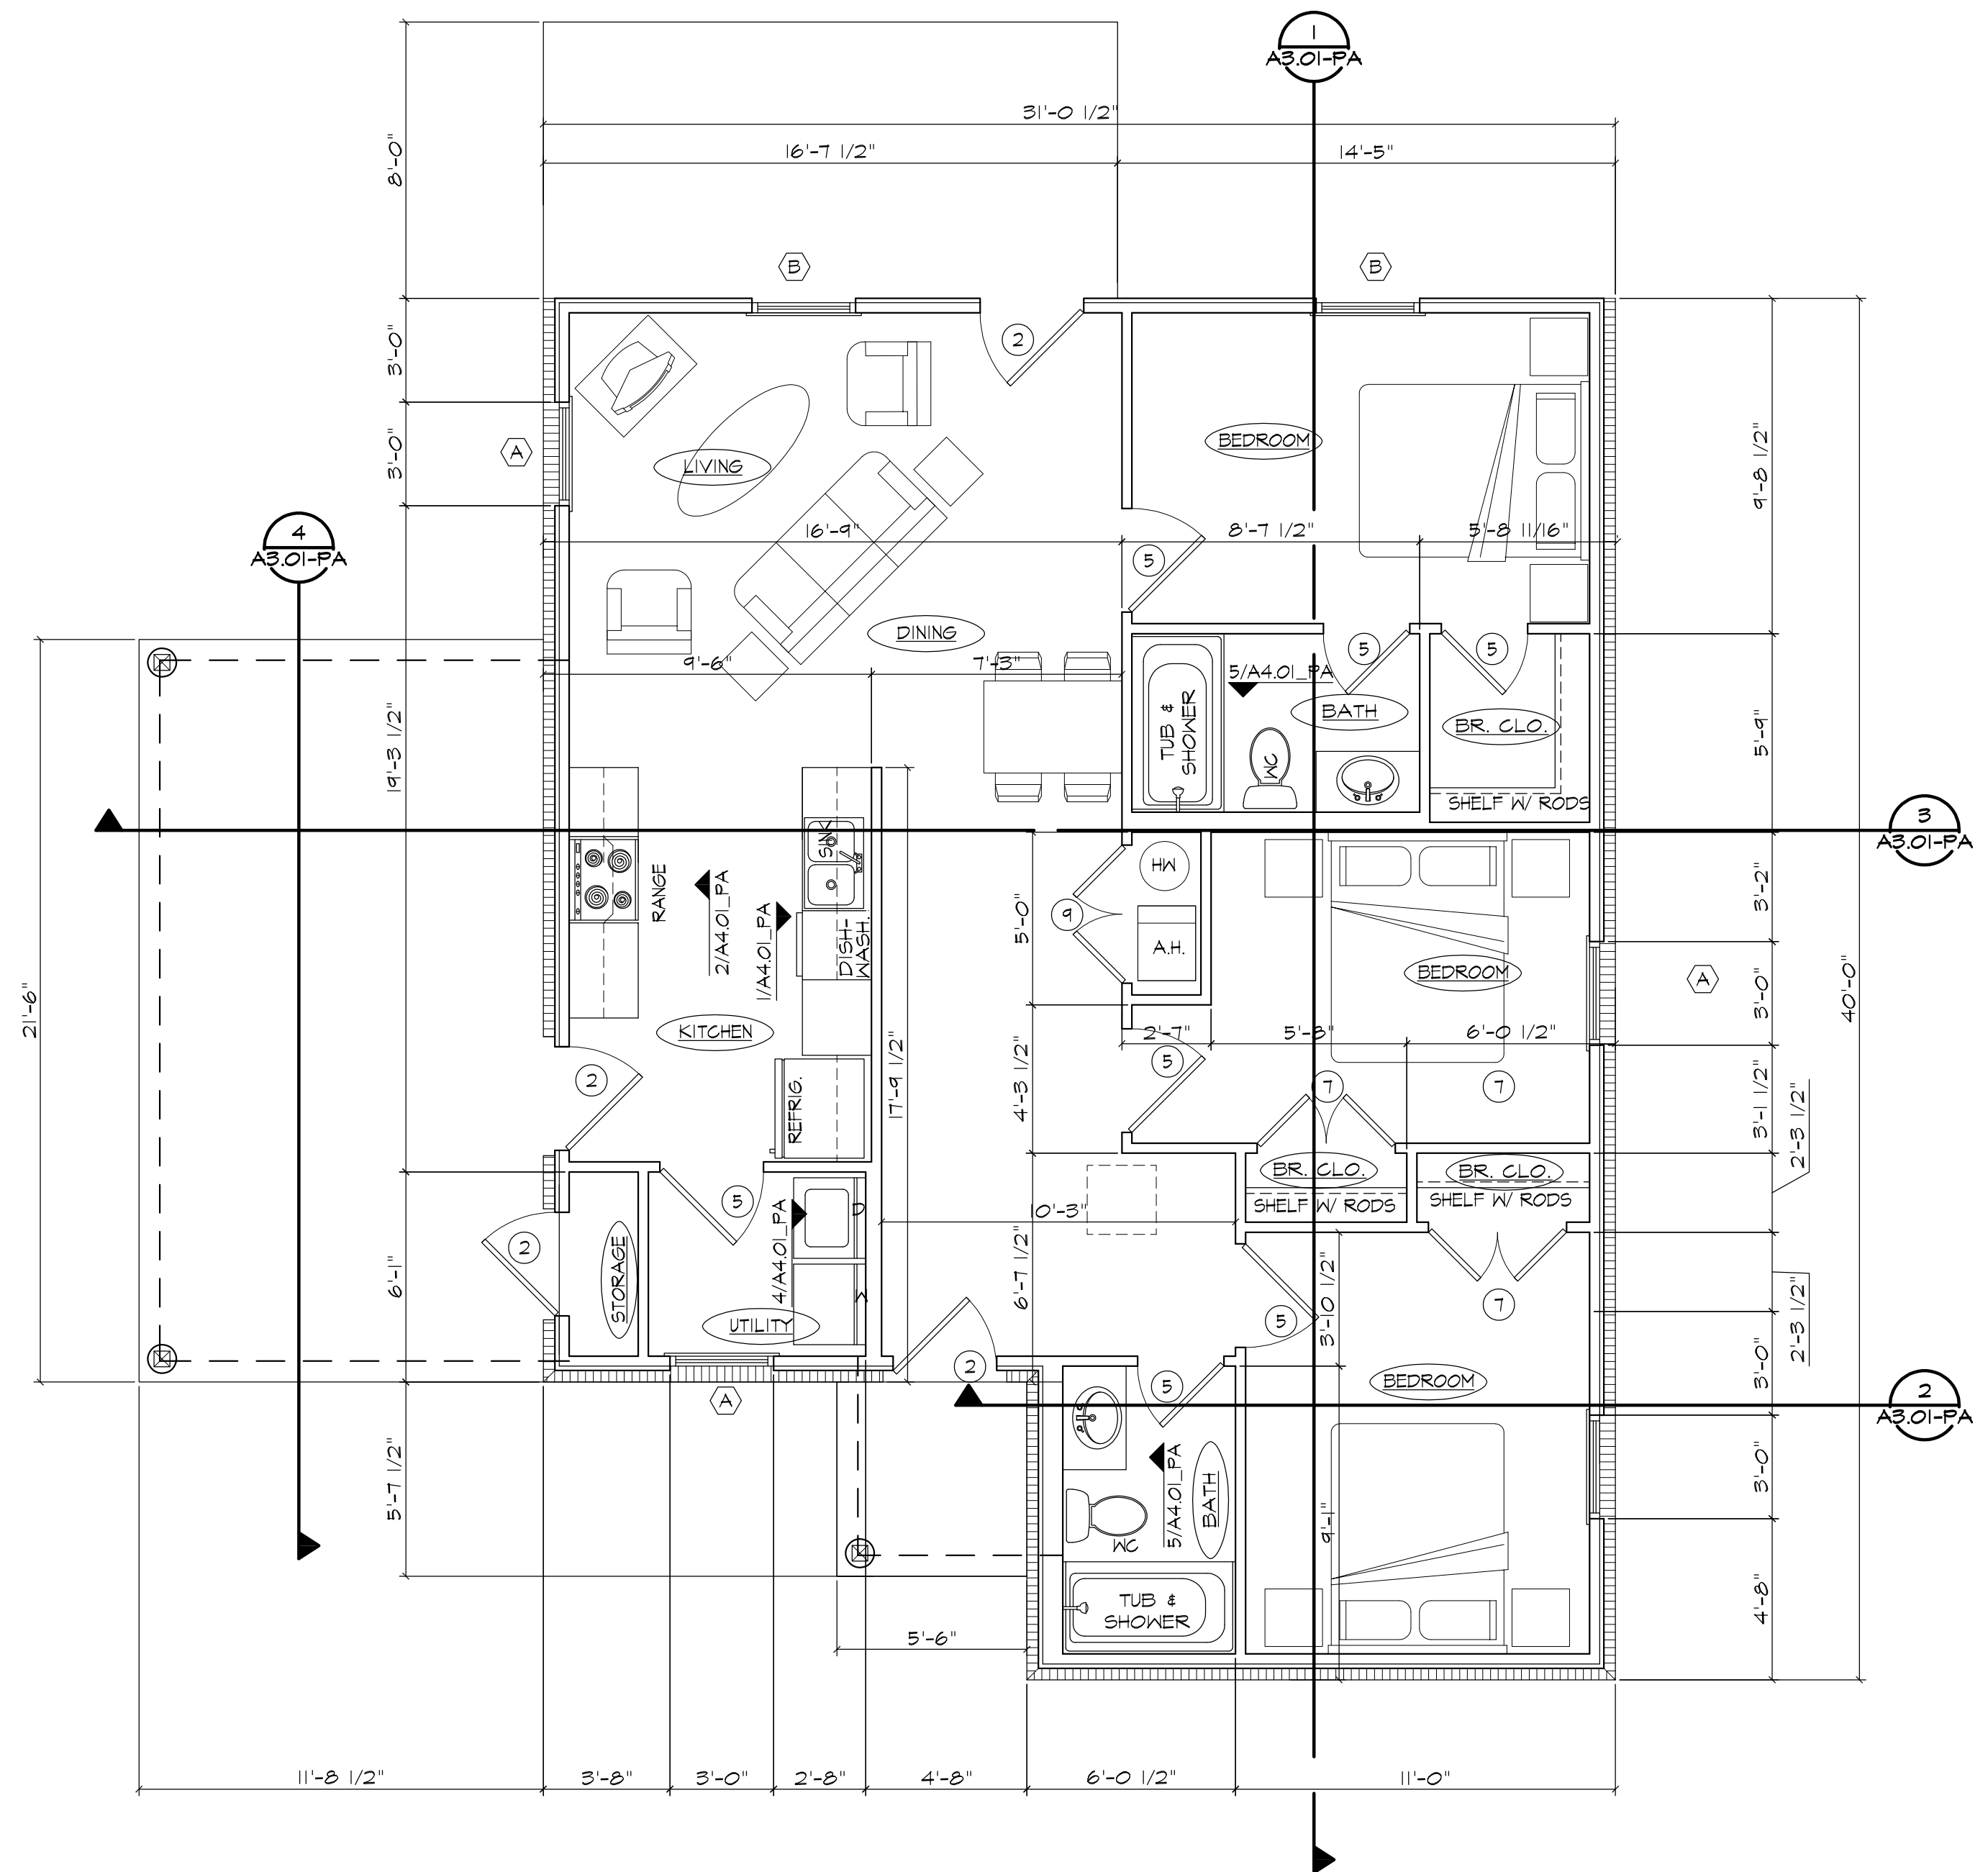 1
A3.01-PA
31'-0 1/2"
16'-7 1/2"
14'-5"
8'-0"
B
B
2
3'-0"
3'-0"
A
LIVING
BEDROOM
9'-8 1/2"
4
A3.01-PA
16'-9"
8'-7 1/2"
5'-8 11/16"
5
DINING
9'-6"
7'-3"
5
5
5/A4.01_PA
BATH
BR. CLO.
TUB &
SHOWER
WC
SHELF W/ RODS
5'-9"
19'-3 1/2"
21'-6"
3
A3.01-PA
SINK
RANGE
2/A4.01_PA
1/A4.01_PA
DISH-
WASH.
HW
9
A.H.
5'-0"
3'-2"
BEDROOM
A
3'-0"
40'-0"
KITCHEN
17'-9 1/2"
2'-7"
5'-8"
6'-0 1/2"
2
REFRIG.
4'-3 1/2"
5
7
7
3'-1 1/2"
2'-3 1/2"
BR. CLO.
SHELF W/ RODS
BR. CLO.
SHELF W/ RODS
5
4/A4.01_PA
D
10'-3"
2
STORAGE
6'-1"
6'-7 1/2"
3'-10 1/2"
7
5
2'-3 1/2"
W
UTILITY
2
5
BEDROOM
3'-0"
A
2
A3.01-PA
5'-7 1/2"
5/A4.01_PA
BATH
WC
9'-1"
3'-0"
TUB &
SHOWER
4'-8"
5'-6"
11'-8 1/2"
3'-8"
3'-0"
2'-8"
4'-8"
6'-0 1/2"
11'-0"